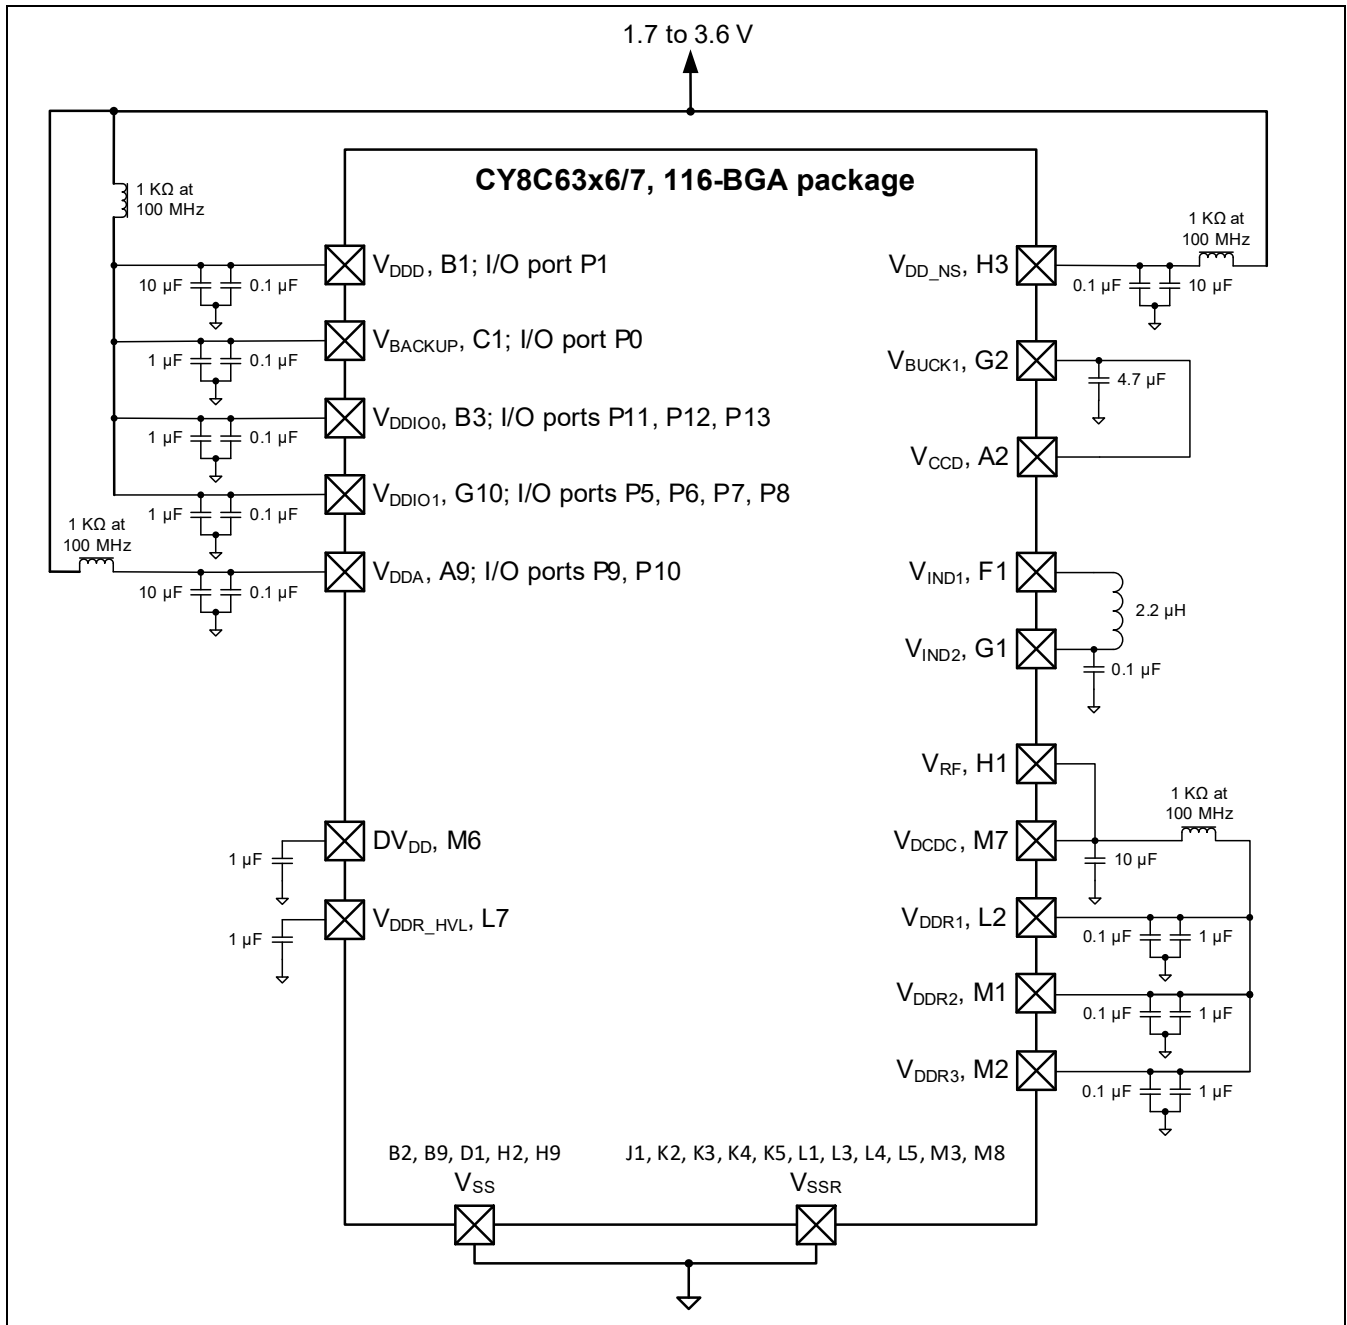 1.7 to 3.6 V
CY8C63x6/7, 116-BGA package
1 KΩ at
100 MHz
VDDD, B1; I/O port P1
10 µF
0.1 µF
VBACKUP, C1; I/O port P0
1 µF
0.1 µF
VDDIO0, B3; I/O ports P11, P12, P13
1 µF
0.1 µF
VDDIO1, G10; I/O ports P5, P6, P7, P8
1 µF
0.1 µF
1 KΩ at
100 MHz
VDDA, A9; I/O ports P9, P10
10 µF
0.1 µF
DVDD, M6
1 µF
VDDR_HVL, L7
1 µF
1 KΩ at
100 MHz
VDD_NS, H3
0.1 µF
10 µF
VBUCK1, G2
4.7 µF
VCCD, A2
VIND1, F1
2.2 µH
VIND2, G1
0.1 µF
VRF, H1
1 KΩ at
100 MHz
VDCDC, M7
10 µF
VDDR1, L2
0.1 µF
1 µF
VDDR2, M1
0.1 µF
1 µF
VDDR3, M2
0.1 µF
1 µF
B2, B9, D1, H2, H9
VSS
J1, K2, K3, K4, K5, L1, L3, L4, L5, M3, M8
VSSR